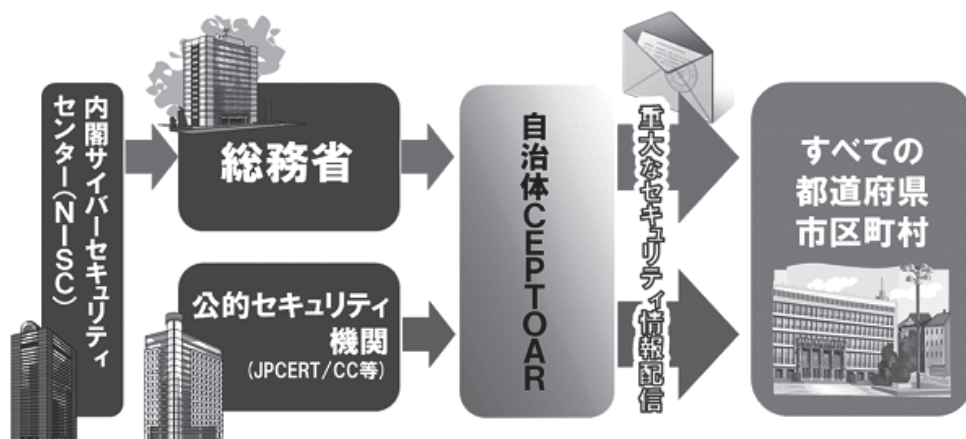 内閣サイバーセキュリティ
センター(NISC)
総務省
公的セキュリティ
機関
(JPCERT/CC等)
自治体CEPTOAR
重大なセキュリティ情報配信
すべての
都道府県
市区町村